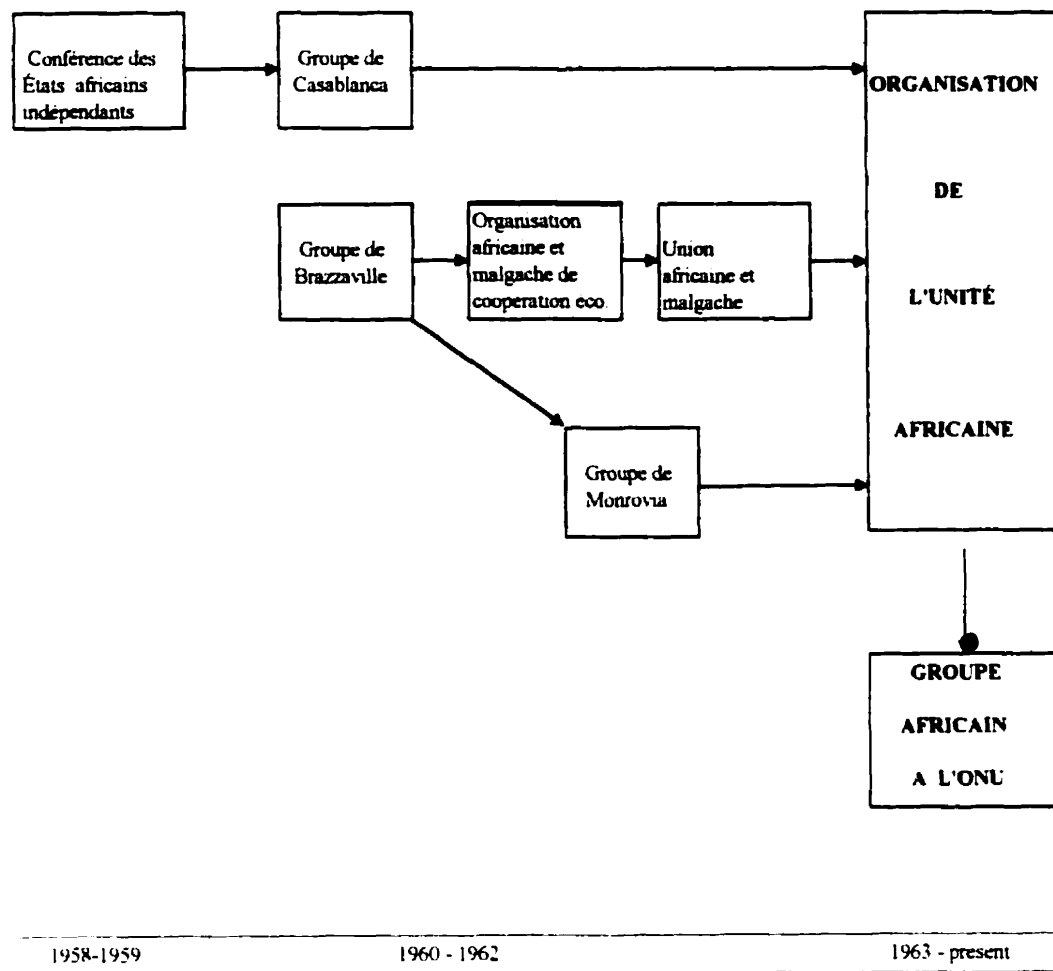 Conférence des
États africains
indépendants
Groupe de
Casablanca
ORGANISATION
DE
L'UNITÉ
AFRICAINE
Groupe de
Brazzaville
Organisation
africaine et
malgache de
cooperation eco.
Union
africaine et
malgache
Groupe de
Monrovia
GROUPE
AFRICAIN
A L'ONU
1958-1959
1960 - 1962
1963 - present